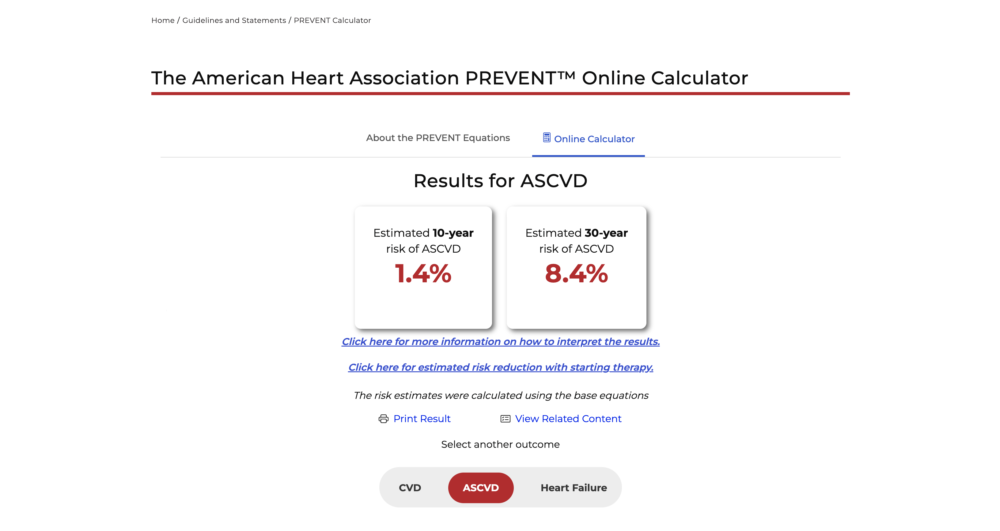 Home / Guidelines and Statements / PREVENT Calculator
The American Heart Association PREVENT™ Online Calculator
About the PREVENT Equations
Online Calculator
Results for ASCVD
Estimated 10-year
risk of ASCVD
1.4%
Estimated 30-year
risk of ASCVD
8.4%
Click here for more information on how to interpret the results.
Click here for estimated risk reduction with starting therapy.
The risk estimates were calculated using the base equations
Print Result
View Related Content
Select another outcome
CVD
ASCVD
Heart Failure